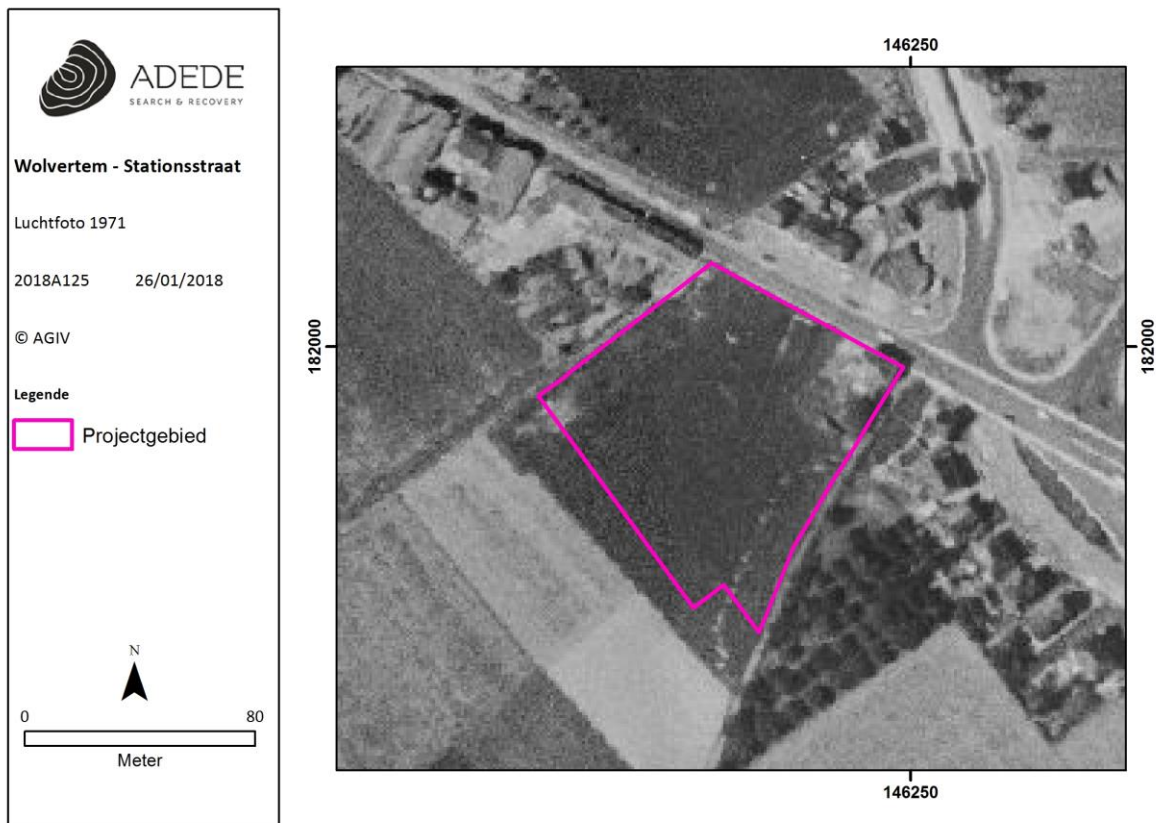 ADEDE
SEARCH & RECOVERY
Wolvertem - Stationsstraat
Luchtfoto 1971
2018A125 26/01/2018
© AGIV
Legende
Projectgebied
N
0 80
Meter
146250
182000
182000
146250